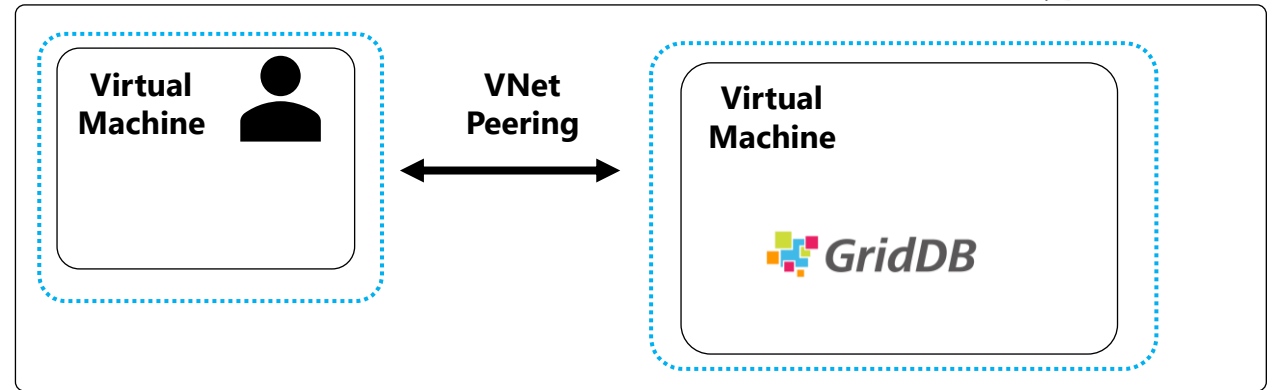 Virtual
Machine
VNet
Peering
Virtual
Machine
GridDB